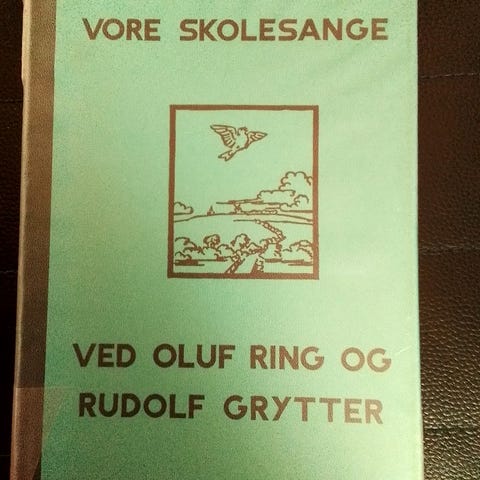 VORE SKOLESANGE
VED OLUF RING OG
RUDOLF GRYTTER